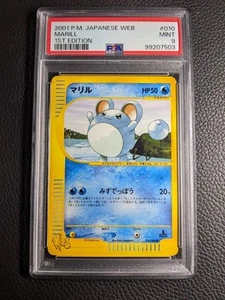 2001 P.M. JAPANESE WEB #010
MARILL MINT
1ST EDITION 9
PSA 99207503
マリル HP50
みずでっぽう 20